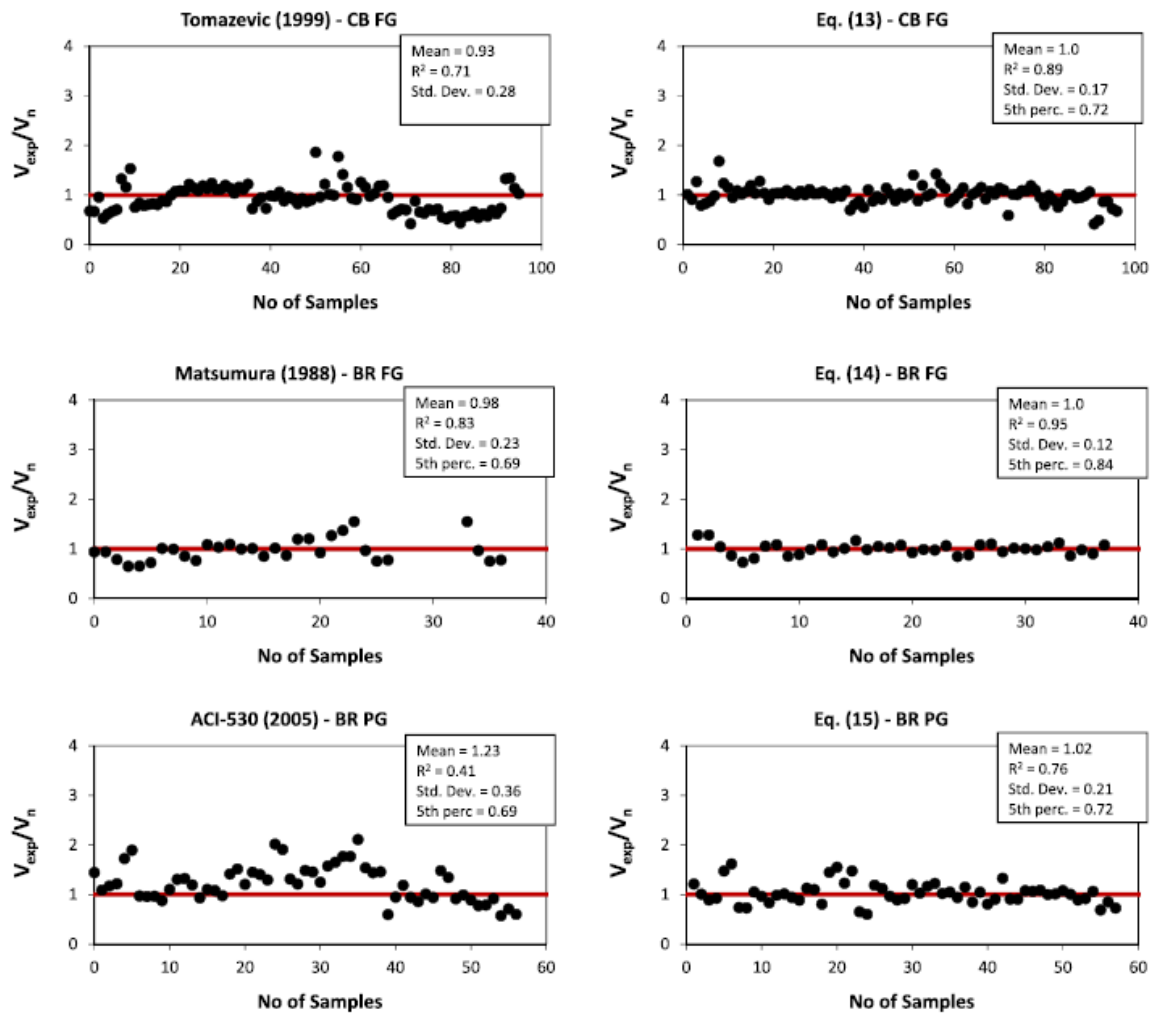 Tomazevic (1999) - CB FG
Mean = 0.93
R² = 0.71
Std. Dev. = 0.28
4
3
2
1
0
Vexp/Vn
0 20 40 60 80 100
No of Samples
Eq. (13) - CB FG
Mean = 1.0
R² = 0.89
Std. Dev. = 0.17
5th perc. = 0.72
4
3
2
1
0
Vexp/Vn
0 20 40 60 80 100
No of Samples
Matsumura (1988) - BR FG
Mean = 0.98
R² = 0.83
Std. Dev. = 0.23
5th perc. = 0.69
4
3
2
1
0
Vexp/Vn
0 10 20 30 40
No of Samples
Eq. (14) - BR FG
Mean = 1.0
R² = 0.95
Std. Dev. = 0.12
5th perc. = 0.84
4
3
2
1
0
Vexp/Vn
0 10 20 30 40
No of Samples
ACI-530 (2005) - BR PG
Mean = 1.23
R² = 0.41
Std. Dev. = 0.36
5th perc = 0.69
4
3
2
1
0
Vexp/Vn
0 10 20 30 40 50 60
No of Samples
Eq. (15) - BR PG
Mean = 1.02
R² = 0.76
Std. Dev. = 0.21
5th perc. = 0.72
4
3
2
1
0
Vexp/Vn
0 10 20 30 40 50 60
No of Samples